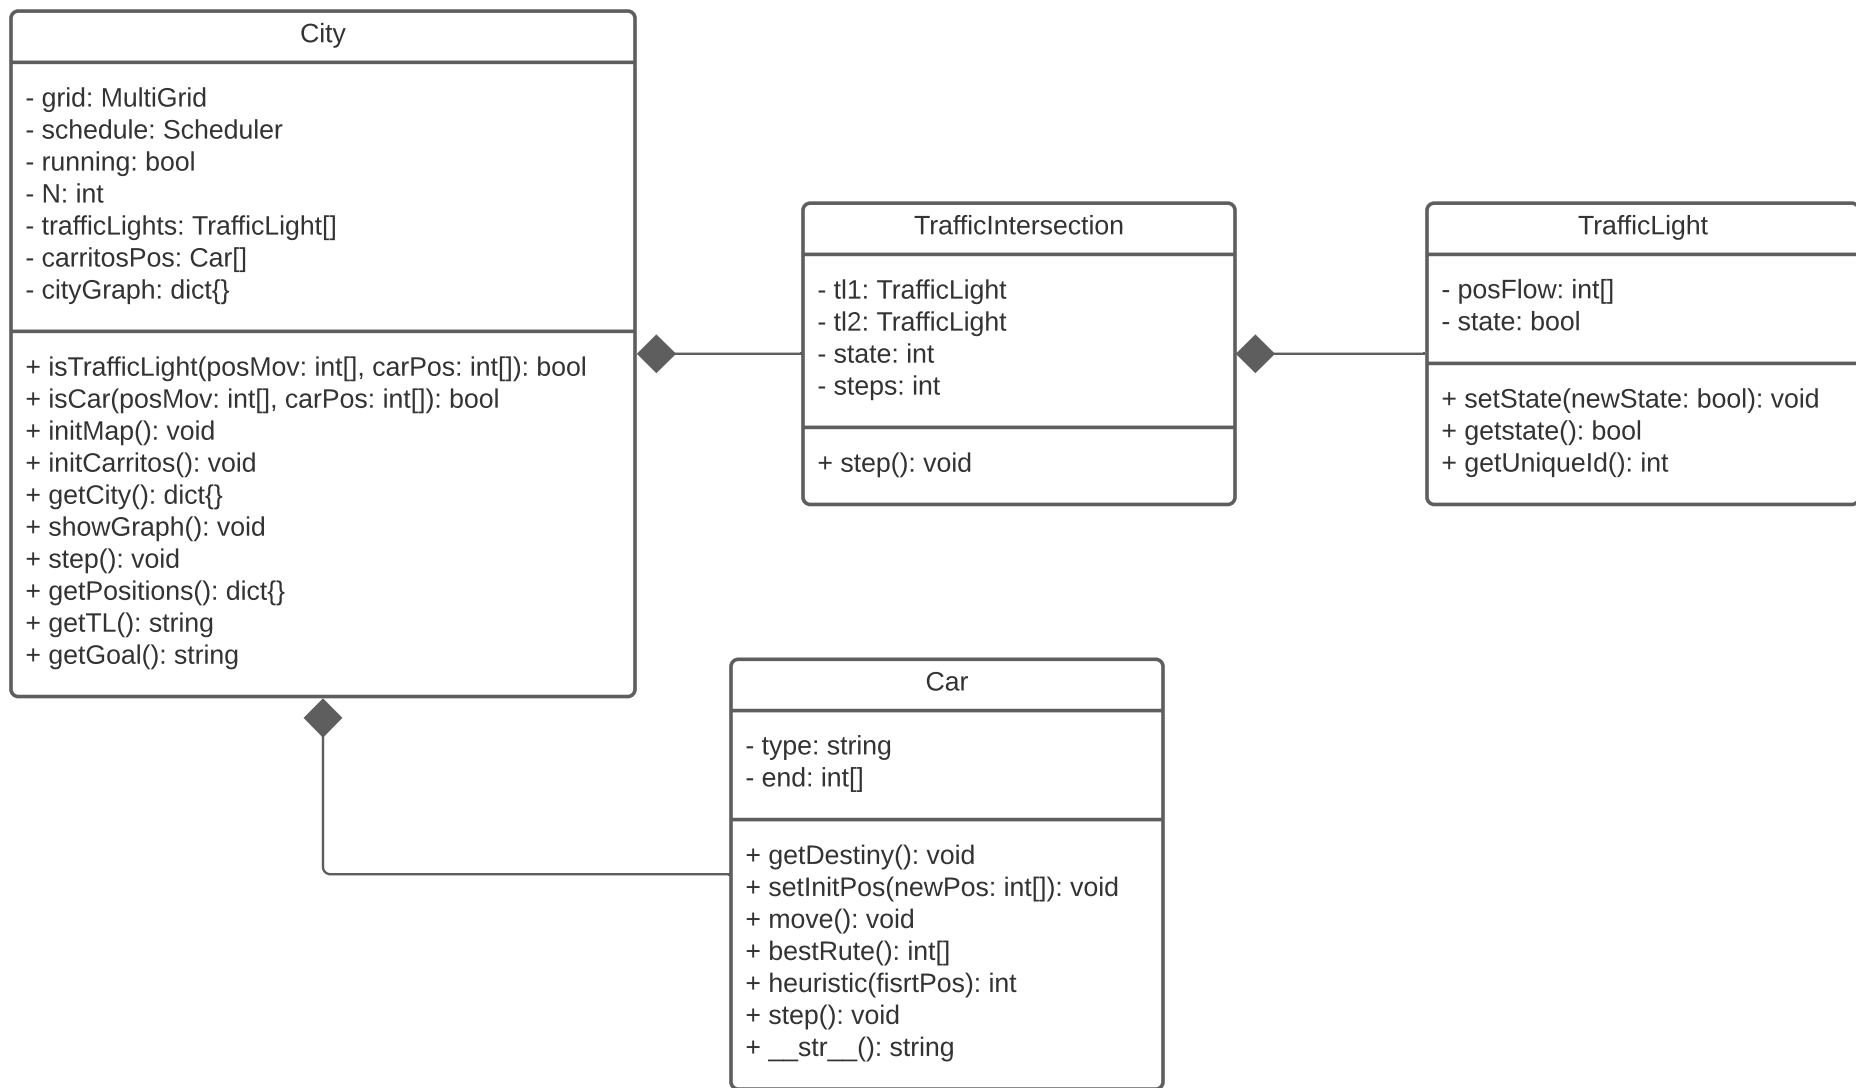 City
- grid: MultiGrid
- schedule: Scheduler
- running: bool
- N: int
- trafficLights: TrafficLight[]
- carritosPos: Car[]
- cityGraph: dict{}
+ isTrafficLight(posMov: int[], carPos: int[]): bool
+ isCar(posMov: int[], carPos: int[]): bool
+ initMap(): void
+ initCarritos(): void
+ getCity(): dict{}
+ showGraph(): void
+ step(): void
+ getPositions(): dict{}
+ getTL(): string
+ getGoal(): string
TrafficIntersection
- tl1: TrafficLight
- tl2: TrafficLight
- state: int
- steps: int
+ step(): void
TrafficLight
- posFlow: int[]
- state: bool
+ setState(newState: bool): void
+ getstate(): bool
+ getUniqueId(): int
Car
- type: string
- end: int[]
+ getDestiny(): void
+ setInitPos(newPos: int[]): void
+ move(): void
+ bestRute(): int[]
+ heuristic(fisrtPos): int
+ step(): void
+ __str__(): string